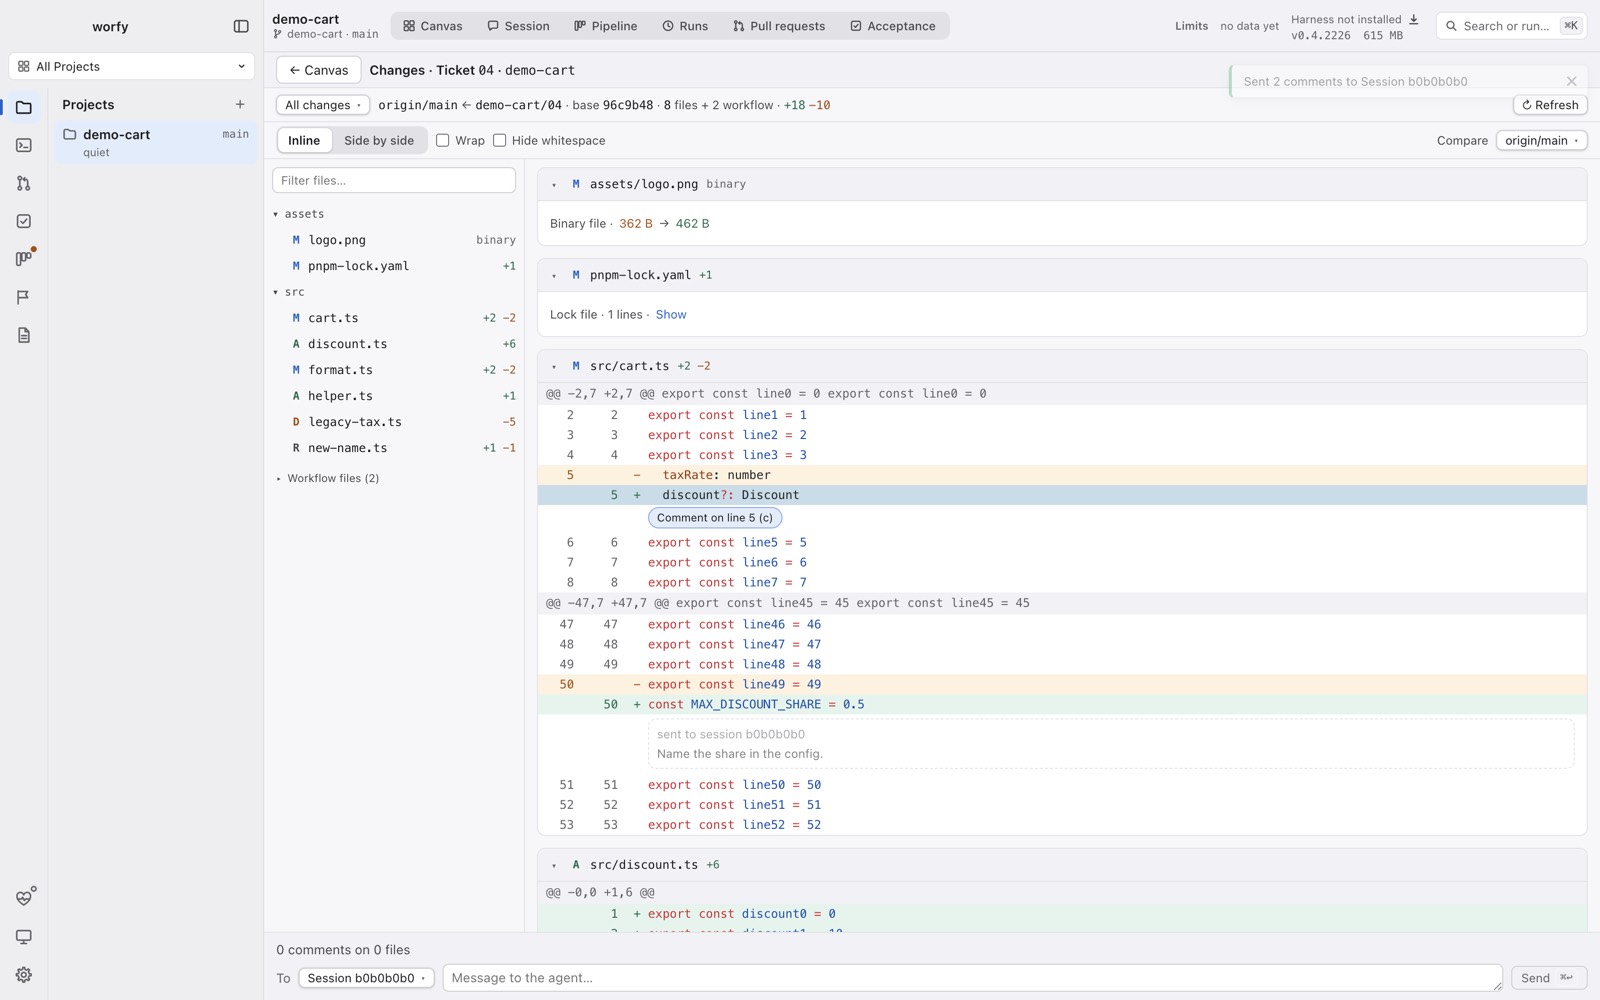 worfy
All Projects
Projects
demo-cart main
quiet
demo-cart
demo-cart · main
Canvas Session Pipeline Runs Pull requests Acceptance
Limits no data yet
Harness not installed
v0.4.2226 615 MB
Search or run... ⌘K
← Canvas Changes · Ticket 04 · demo-cart
Sent 2 comments to Session b0b0b0b0
All changes origin/main ← demo-cart/04 · base 96c9b48 · 8 files + 2 workflow · +18 −10
Refresh
Inline Side by side Wrap Hide whitespace
Compare origin/main
Filter files...
assets
M logo.png binary
M pnpm-lock.yaml +1
src
M cart.ts +2 −2
A discount.ts +6
M format.ts +2 −2
A helper.ts +1
D legacy-tax.ts −5
R new-name.ts +1 −1
Workflow files (2)
M assets/logo.png binary
Binary file · 362 B → 462 B
M pnpm-lock.yaml +1
Lock file · 1 lines · Show
M src/cart.ts +2 −2
@@ −2,7 +2,7 @@ export const line0 = 0 export const line0 = 0
2 2 export const line1 = 1
3 3 export const line2 = 2
4 4 export const line3 = 3
5 − taxRate: number
5 + discount?: Discount
Comment on line 5 (c)
6 6 export const line5 = 5
7 7 export const line6 = 6
8 8 export const line7 = 7
@@ −47,7 +47,7 @@ export const line45 = 45 export const line45 = 45
47 47 export const line46 = 46
48 48 export const line47 = 47
49 49 export const line48 = 48
50 − export const line49 = 49
50 + const MAX_DISCOUNT_SHARE = 0.5
sent to session b0b0b0b0
Name the share in the config.
51 51 export const line50 = 50
52 52 export const line51 = 51
53 53 export const line52 = 52
A src/discount.ts +6
@@ −0,0 +1,6 @@
1 + export const discount0 = 0
0 comments on 0 files
To Session b0b0b0b0 Message to the agent... Send ⌘↩